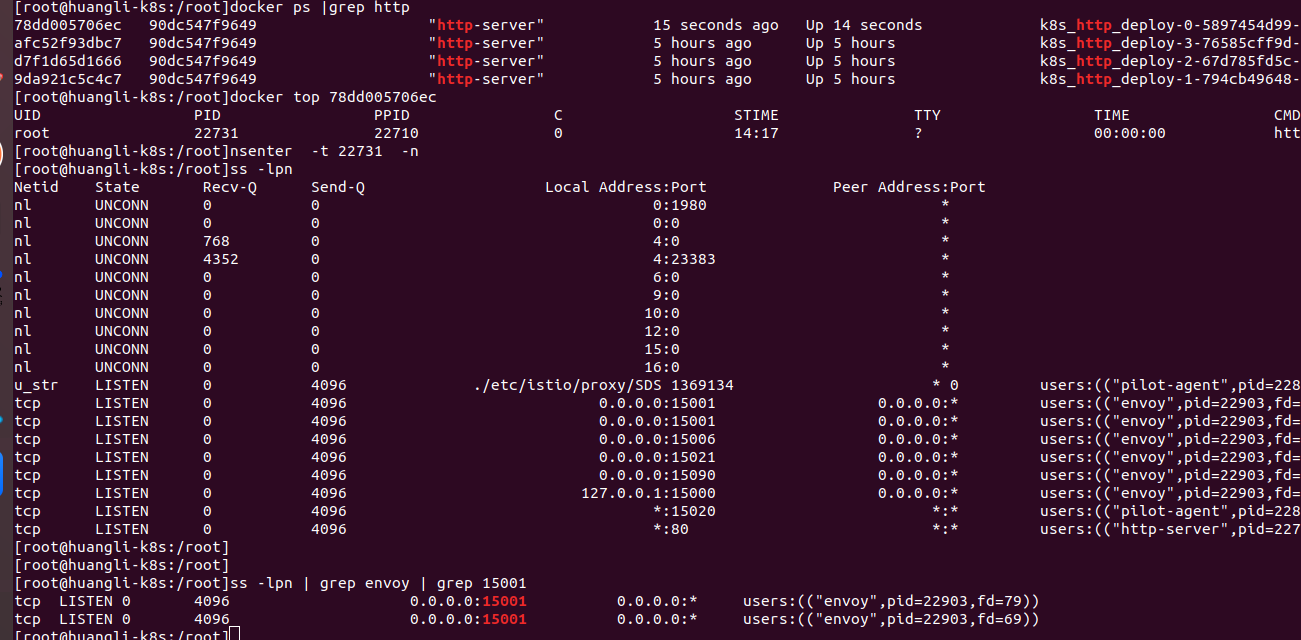 [root@huangli-k8s:/root]docker ps |grep http
78dd005706ec 90dc547f9649 "http-server" 15 seconds ago Up 14 seconds k8s_http_deploy-0-5897454d99-
afc52f93dbc7 90dc547f9649 "http-server" 5 hours ago Up 5 hours k8s_http_deploy-3-76585cff9d-
d7f1d65d1666 90dc547f9649 "http-server" 5 hours ago Up 5 hours k8s_http_deploy-2-67d785fd5c-
9da921c5c4c7 90dc547f9649 "http-server" 5 hours ago Up 5 hours k8s_http_deploy-1-794cb49648-
[root@huangli-k8s:/root]docker top 78dd005706ec
UID PID PPID C STIME TTY TIME CMD
root 22731 22710 0 14:17 ? 00:00:00 htt
[root@huangli-k8s:/root]nsenter -t 22731 -n
[root@huangli-k8s:/root]ss -lpn
Netid State Recv-Q Send-Q Local Address:Port Peer Address:Port
nl UNCONN 0 0 0:1980 *
nl UNCONN 0 0 0:0 *
nl UNCONN 768 0 4:0 *
nl UNCONN 4352 0 4:23383 *
nl UNCONN 0 0 6:0 *
nl UNCONN 0 0 9:0 *
nl UNCONN 0 0 10:0 *
nl UNCONN 0 0 12:0 *
nl UNCONN 0 0 15:0 *
nl UNCONN 0 0 16:0 *
u_str LISTEN 0 4096 ./etc/istio/proxy/SDS 1369134 * 0 users:(("pilot-agent",pid=228
tcp LISTEN 0 4096 0.0.0.0:15001 0.0.0.0:* users:(("envoy",pid=22903,fd=
tcp LISTEN 0 4096 0.0.0.0:15001 0.0.0.0:* users:(("envoy",pid=22903,fd=
tcp LISTEN 0 4096 0.0.0.0:15006 0.0.0.0:* users:(("envoy",pid=22903,fd=
tcp LISTEN 0 4096 0.0.0.0:15021 0.0.0.0:* users:(("envoy",pid=22903,fd=
tcp LISTEN 0 4096 0.0.0.0:15090 0.0.0.0:* users:(("envoy",pid=22903,fd=
tcp LISTEN 0 4096 127.0.0.1:15000 0.0.0.0:* users:(("envoy",pid=22903,fd=
tcp LISTEN 0 4096 *:15020 *:* users:(("pilot-agent",pid=228
tcp LISTEN 0 4096 *:80 *:* users:(("http-server",pid=227
[root@huangli-k8s:/root]
[root@huangli-k8s:/root]
[root@huangli-k8s:/root]ss -lpn | grep envoy | grep 15001
tcp LISTEN 0 4096 0.0.0.0:15001 0.0.0.0:* users:(("envoy",pid=22903,fd=79))
tcp LISTEN 0 4096 0.0.0.0:15001 0.0.0.0:* users:(("envoy",pid=22903,fd=69))
[root@huangli-k8s:/root]